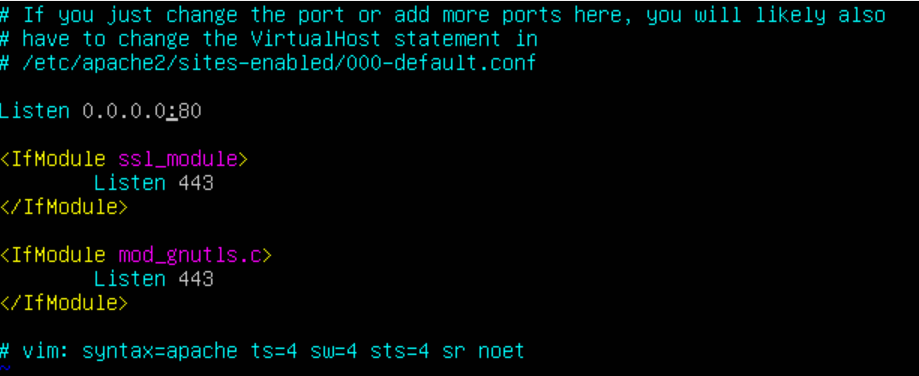 # If you just change the port or add more ports here, you will likely also
# have to change the VirtualHost statement in
# /etc/apache2/sites-enabled/000-default.conf
Listen 0.0.0.0:80
<IfModule ssl_module>
Listen 443
</IfModule>
<IfModule mod_gnutls.c>
Listen 443
</IfModule>
# vim: syntax=apache ts=4 sw=4 sts=4 sr noet
~